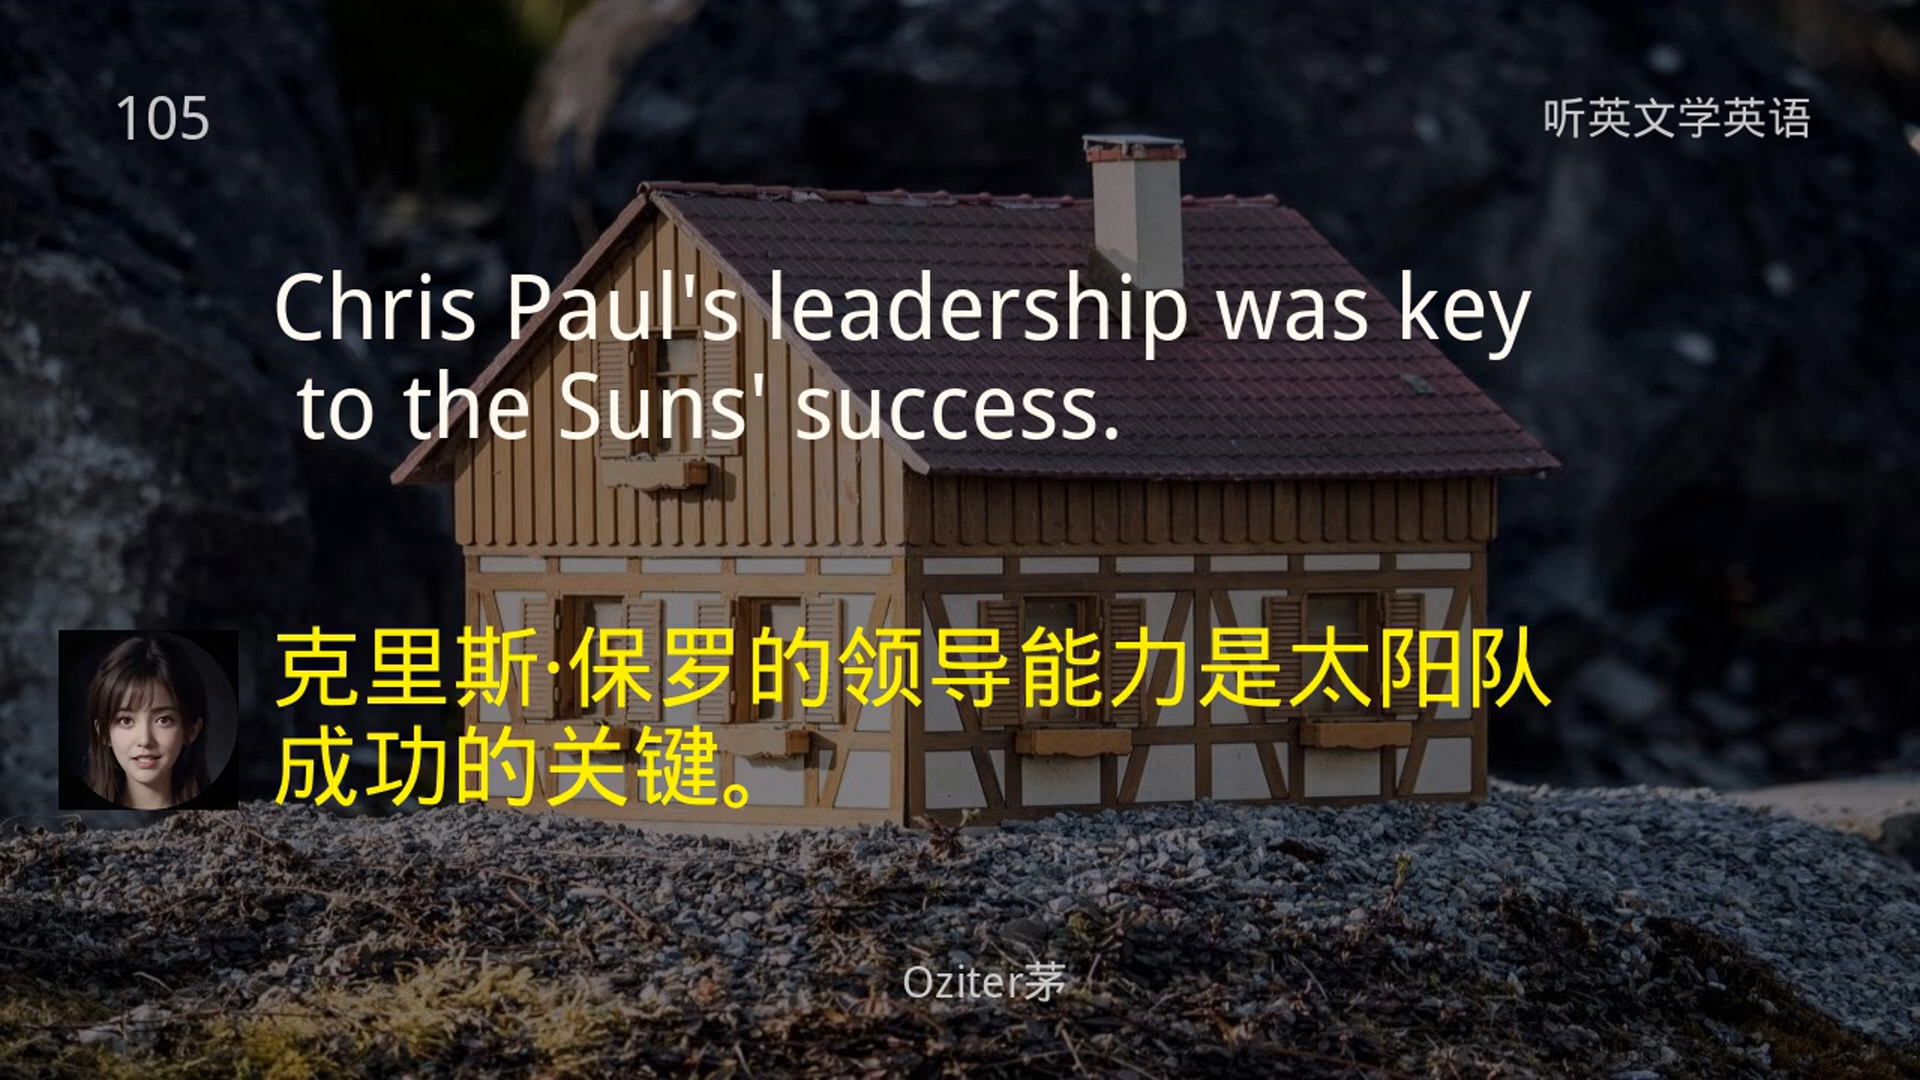 105
听英文学英语
Chris Paul's leadership was key
to the Suns' success.
克里斯·保罗的领导能力是太阳队
成功的关键。
Oziter茅